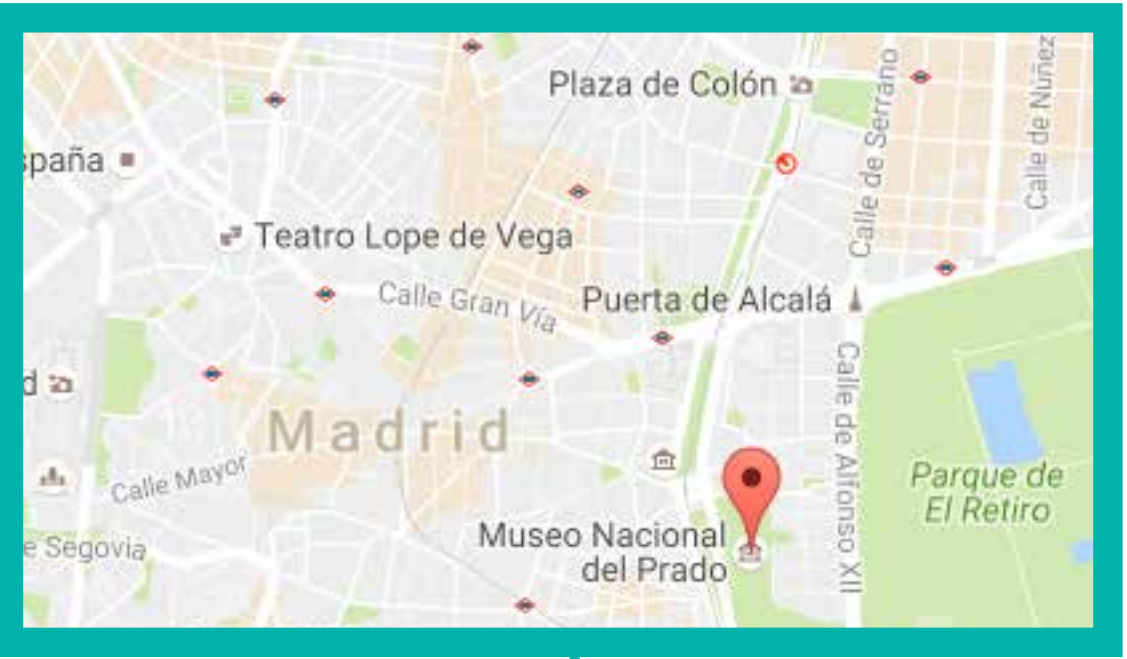 Plaza de Colón
Calle de Serrano
Calle de Núñez
spaña
Teatro Lope de Vega
Calle Gran Vía
Puerta de Alcalá
d
Madrid
Calle de Alfonso XII
Calle Mayor
Parque de
El Retiro
Museo Nacional
del Prado
e Segovia